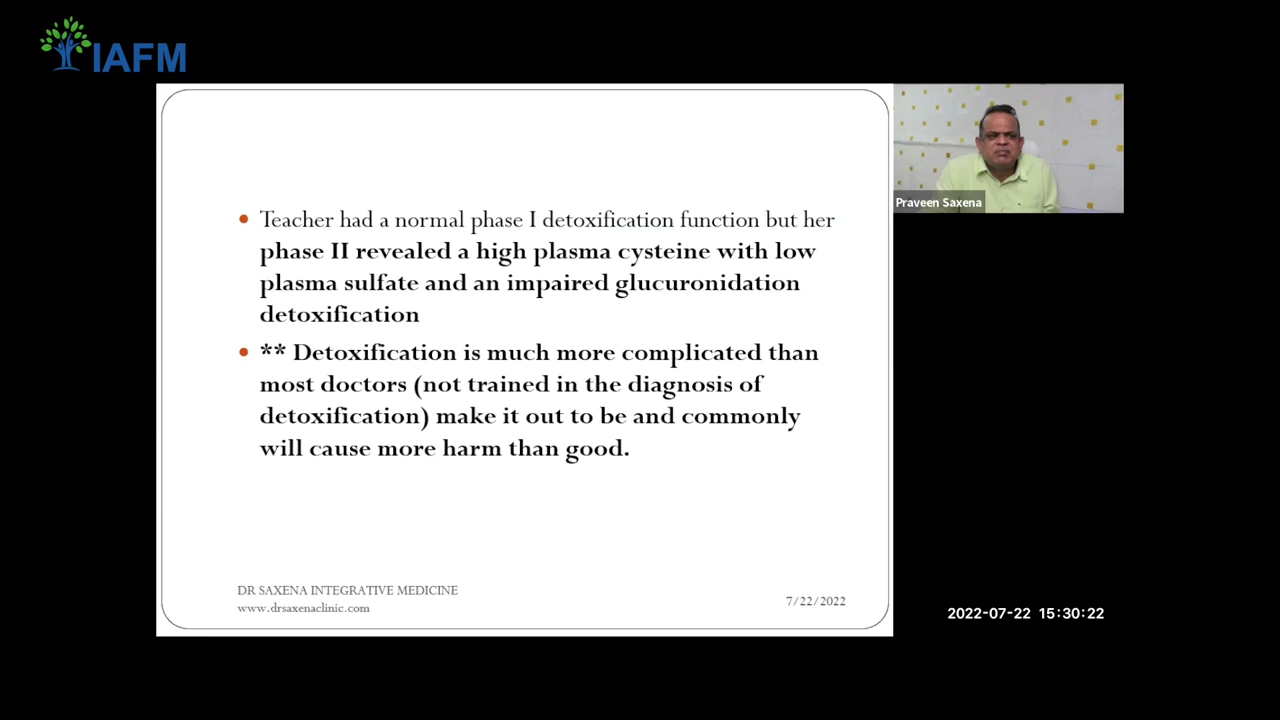 IAFM
Teacher had a normal phase I detoxification function but her
phase II revealed a high plasma cysteine with low
plasma sulfate and an impaired glucuronidation
detoxification
** Detoxification is much more complicated than
most doctors (not trained in the diagnosis of
detoxification) make it out to be and commonly
will cause more harm than good.
Praveen Saxena
DR SAXENA INTEGRATIVE MEDICINE
www.drsaxenaclinic.com
7/22/2022
2022-07-22 15:30:22